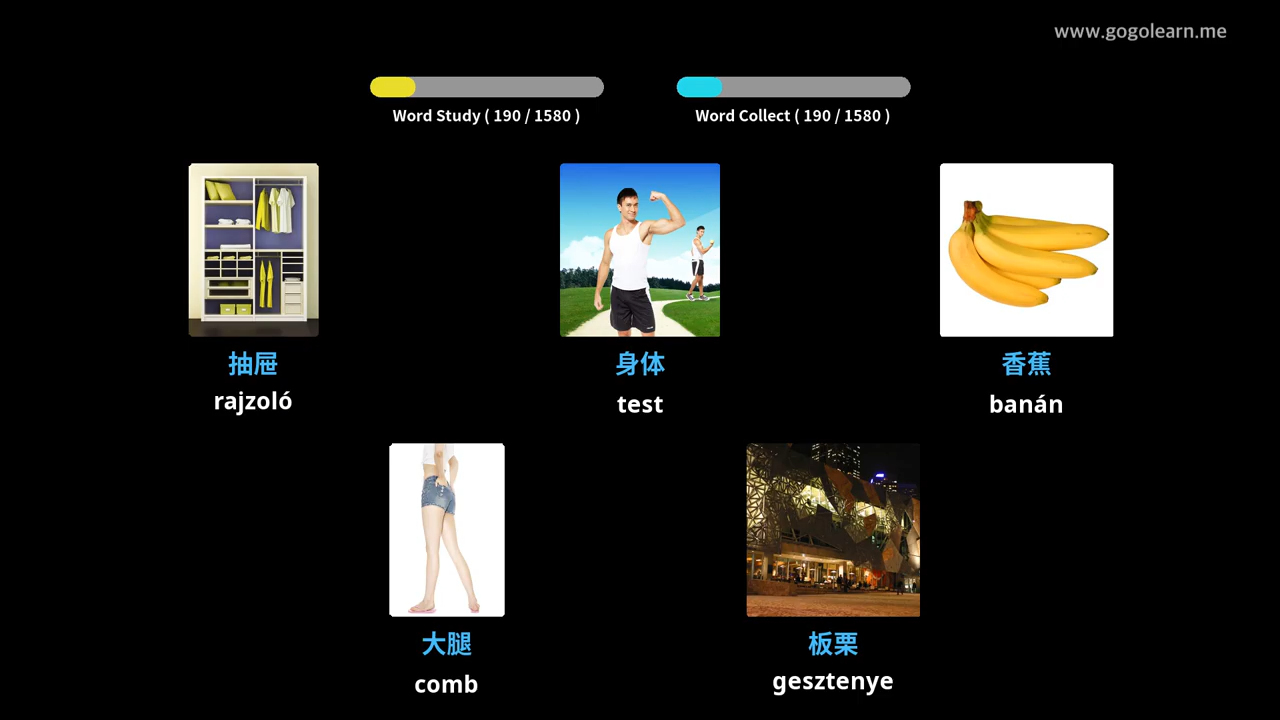 www.gogolearn.me
Word Study ( 190 / 1580 )
Word Collect ( 190 / 1580 )
抽屉
rajzoló
身体
test
香蕉
banán
大腿
comb
板栗
gesztenye